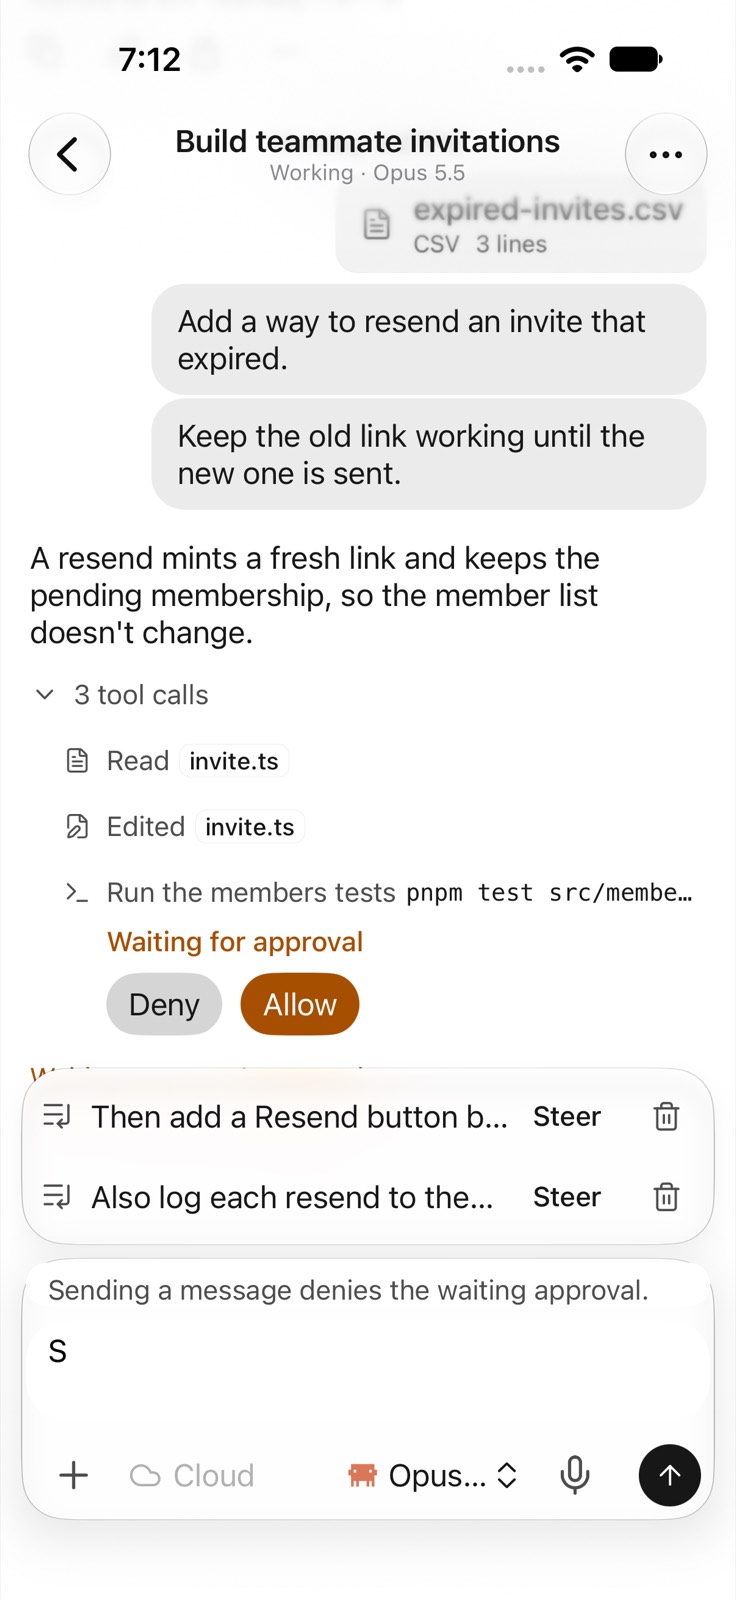 7:12
Build teammate invitations
Working · Opus 5.5
expired-invites.csv
CSV 3 lines
Add a way to resend an invite that
expired.
Keep the old link working until the
new one is sent.
A resend mints a fresh link and keeps the
pending membership, so the member list
doesn't change.
3 tool calls
Read invite.ts
Edited invite.ts
Run the members tests pnpm test src/membe…
Waiting for approval
Deny Allow
Then add a Resend button b… Steer
Also log each resend to the… Steer
Sending a message denies the waiting approval.
S
Cloud Opus…